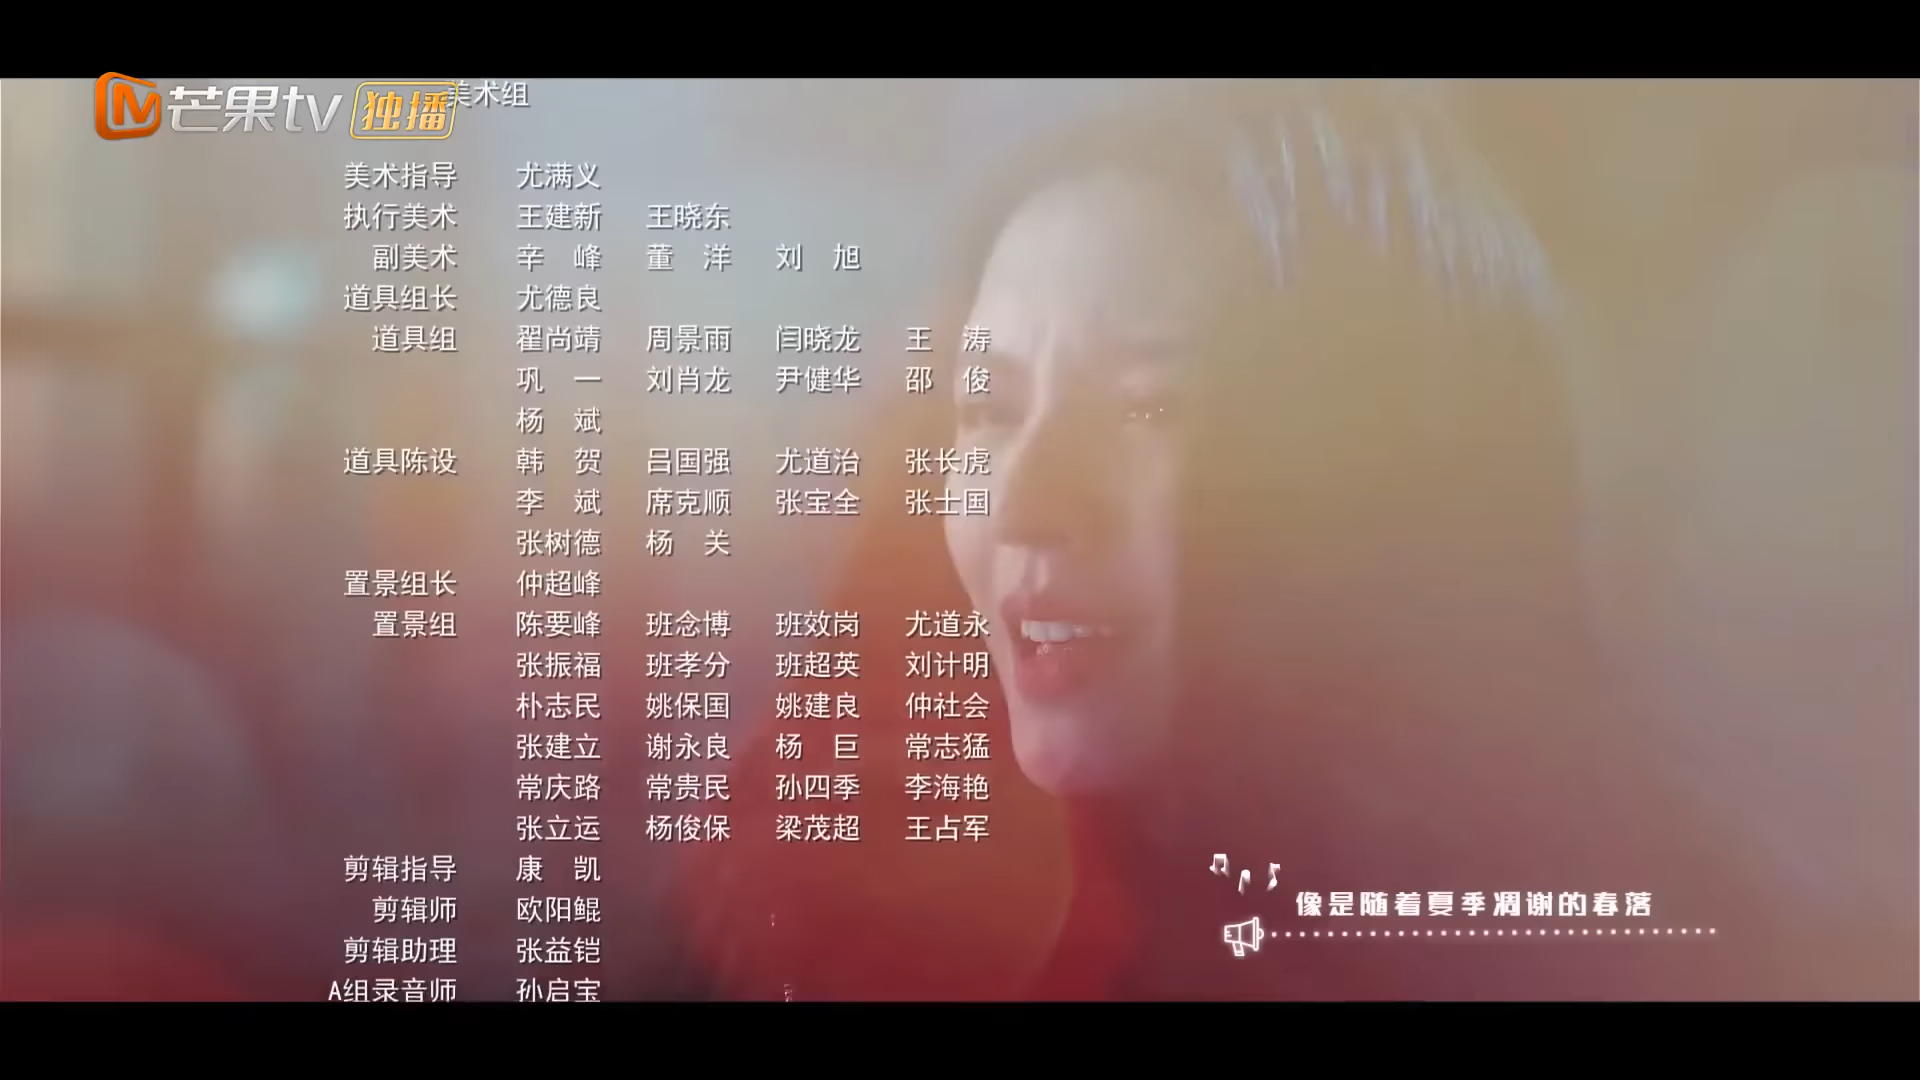 芒果tv 独播 美术组
美术指导 尤满义
执行美术 王建新 王晓东
副美术 辛 峰 董 洋 刘 旭
道具组长 尤德良
道具组 翟尚靖 周景雨 闫晓龙 王 涛
巩 一 刘肖龙 尹健华 邵 俊
杨 斌
道具陈设 韩 贺 吕国强 尤道治 张长虎
李 斌 席克顺 张宝全 张士国
张树德 杨 关
置景组长 仲超峰
置景组 陈要峰 班念博 班效岗 尤道永
张振福 班孝分 班超英 刘计明
朴志民 姚保国 姚建良 仲社会
张建立 谢永良 杨 巨 常志猛
常庆路 常贵民 孙四季 李海艳
张立运 杨俊保 梁茂超 王占军
剪辑指导 康 凯
剪辑师 欧阳鲲
剪辑助理 张益铠
A组录音师 孙启宝
像是随着夏季凋谢的春落